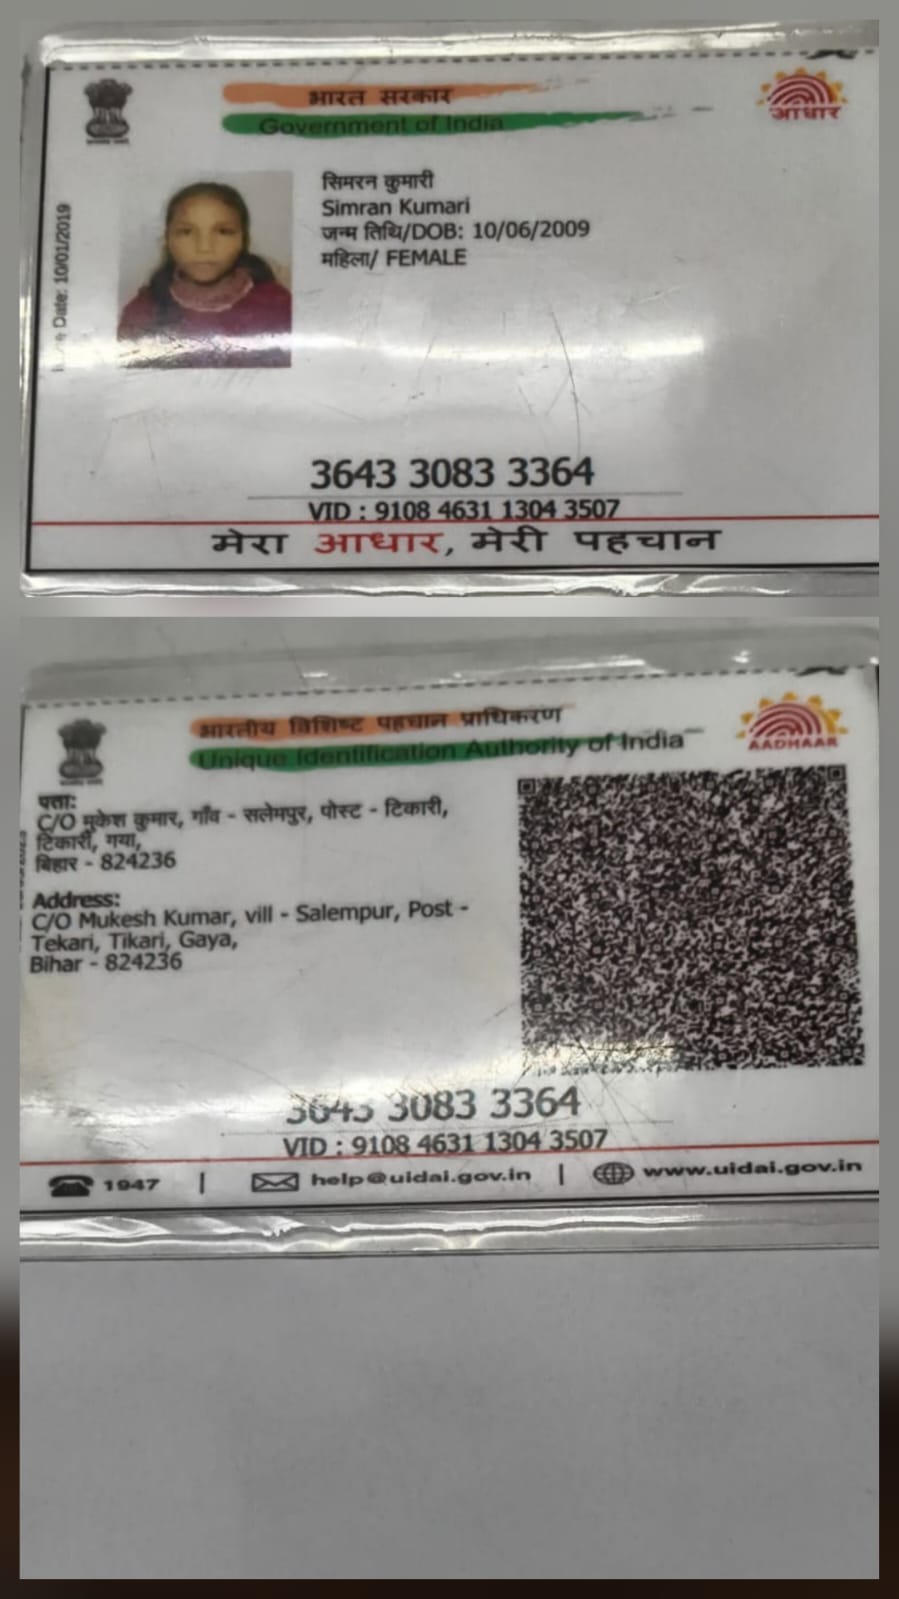 भारत सरकार
Government of India
आधार
सिमरन कुमारी
Simran Kumari
जन्म तिथि/DOB: 10/06/2009
महिला/ FEMALE
Date: 10/01/2019
3643 3083 3364
VID : 9108 4631 1304 3507
मेरा आधार, मेरी पहचान
भारतीय विशिष्ट पहचान प्राधिकरण
Unique Identification Authority of India
AADHAAR
पता:
C/O मुकेश कुमार, गाँव - सलेमपुर, पोस्ट - टिकारी,
टिकारी, गया,
बिहार - 824236
Address:
C/O Mukesh Kumar, vill - Salempur, Post -
Tekari, Tikari, Gaya,
Bihar - 824236
3643 3083 3364
VID : 9108 4631 1304 3507
1947 | help@uidai.gov.in | www.uidai.gov.in